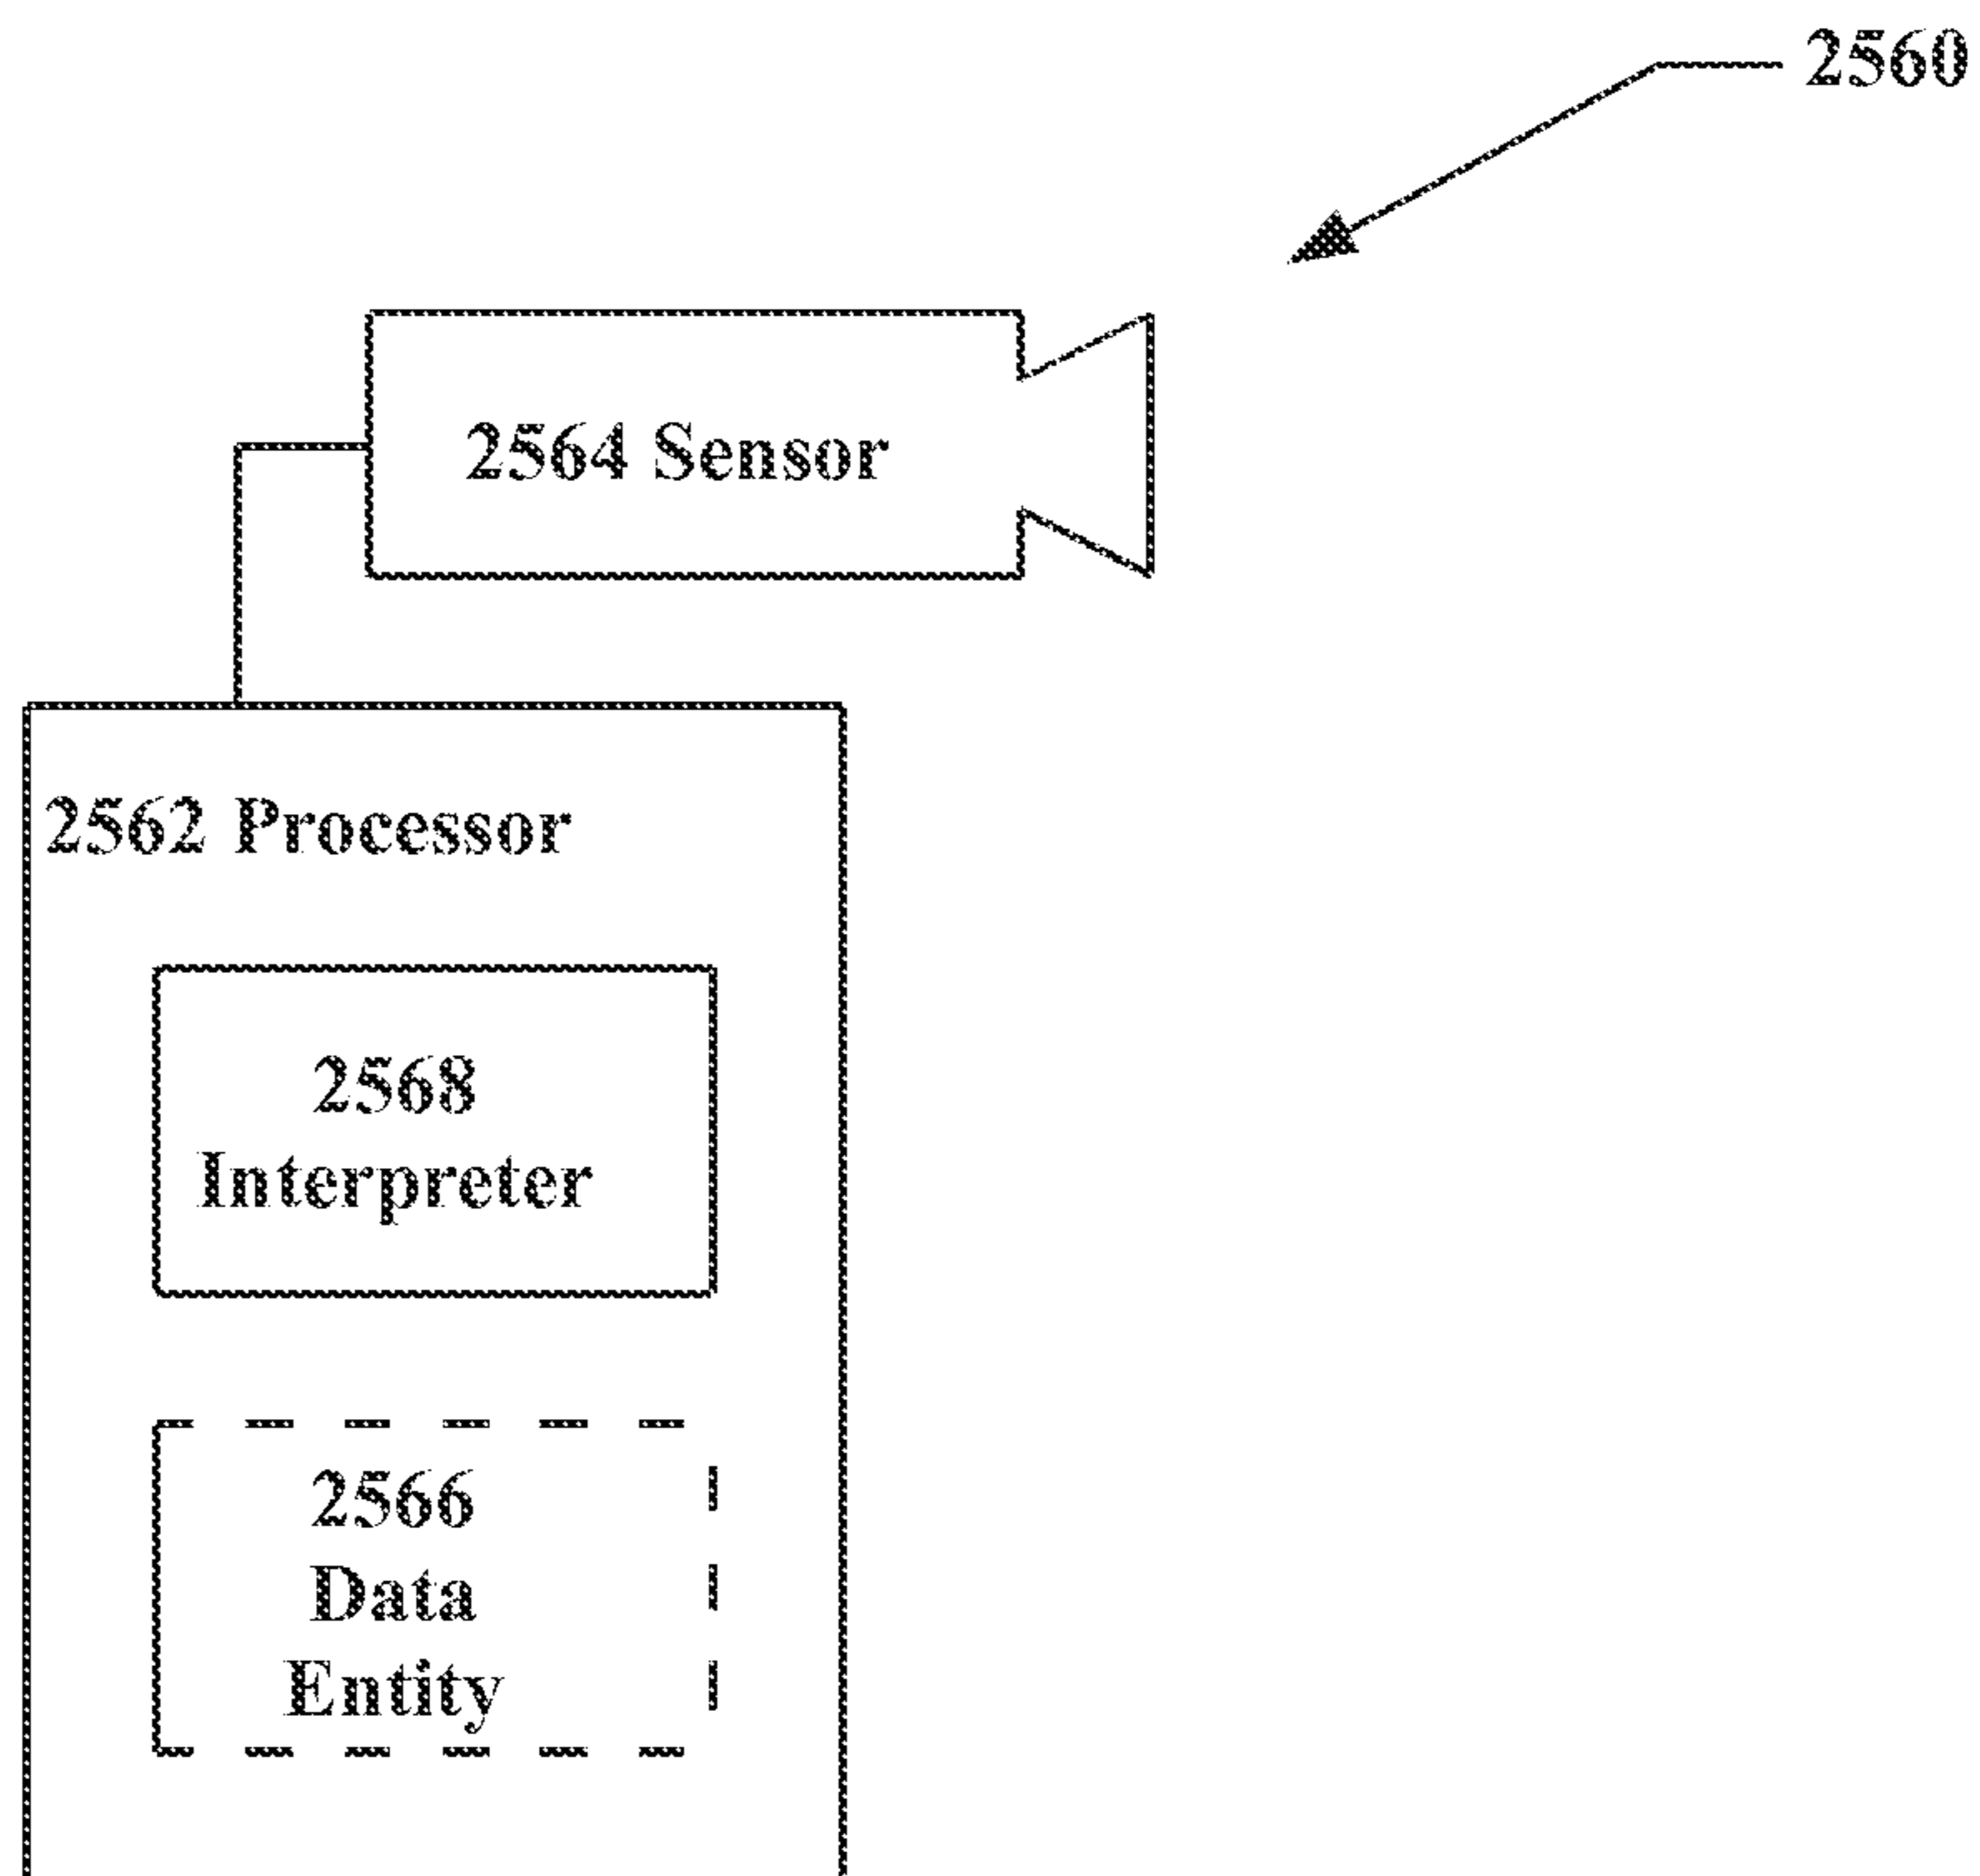 2560
2564 Sensor
2562 Processor
2568
Interpreter
2566
Data
Entity